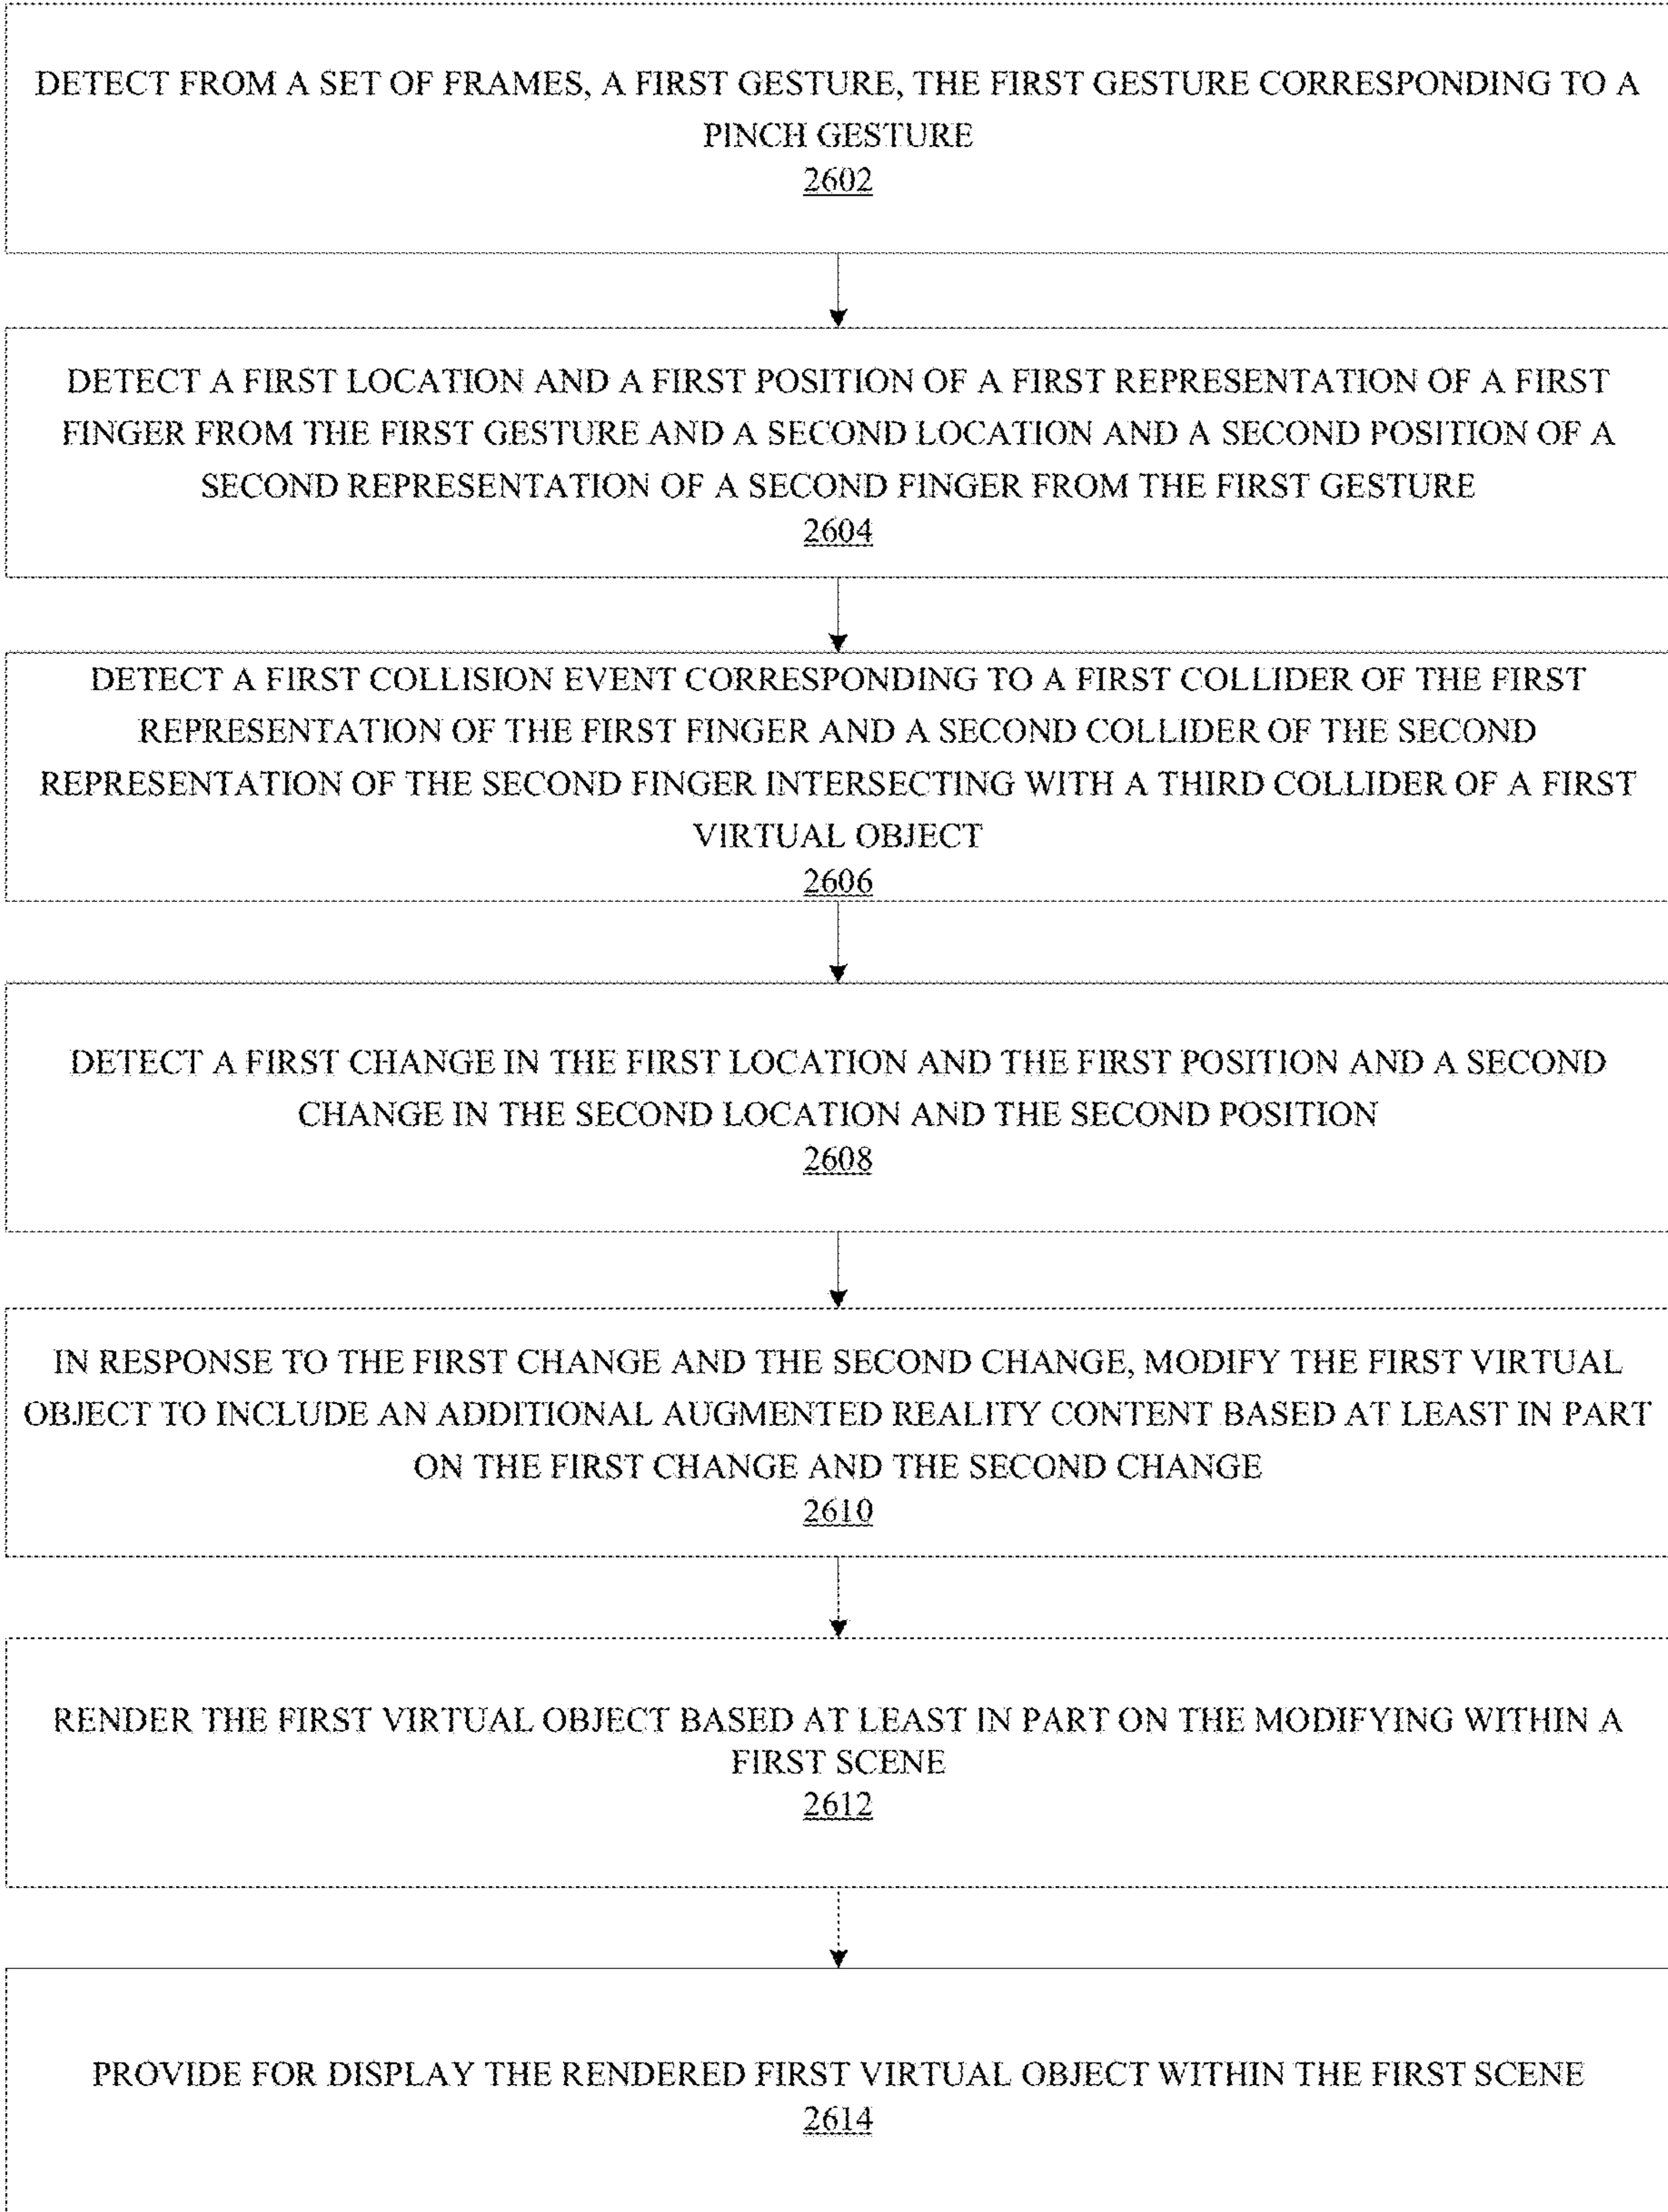 DETECT FROM A SET OF FRAMES, A FIRST GESTURE, THE FIRST GESTURE CORRESPONDING TO A
PINCH GESTURE
2602
DETECT A FIRST LOCATION AND A FIRST POSITION OF A FIRST REPRESENTATION OF A FIRST
FINGER FROM THE FIRST GESTURE AND A SECOND LOCATION AND A SECOND POSITION OF A
SECOND REPRESENTATION OF A SECOND FINGER FROM THE FIRST GESTURE
2604
DETECT A FIRST COLLISION EVENT CORRESPONDING TO A FIRST COLLIDER OF THE FIRST
REPRESENTATION OF THE FIRST FINGER AND A SECOND COLLIDER OF THE SECOND
REPRESENTATION OF THE SECOND FINGER INTERSECTING WITH A THIRD COLLIDER OF A FIRST
VIRTUAL OBJECT
2606
DETECT A FIRST CHANGE IN THE FIRST LOCATION AND THE FIRST POSITION AND A SECOND
CHANGE IN THE SECOND LOCATION AND THE SECOND POSITION
2608
IN RESPONSE TO THE FIRST CHANGE AND THE SECOND CHANGE, MODIFY THE FIRST VIRTUAL
OBJECT TO INCLUDE AN ADDITIONAL AUGMENTED REALITY CONTENT BASED AT LEAST IN PART
ON THE FIRST CHANGE AND THE SECOND CHANGE
2610
RENDER THE FIRST VIRTUAL OBJECT BASED AT LEAST IN PART ON THE MODIFYING WITHIN A
FIRST SCENE
2612
PROVIDE FOR DISPLAY THE RENDERED FIRST VIRTUAL OBJECT WITHIN THE FIRST SCENE
2614